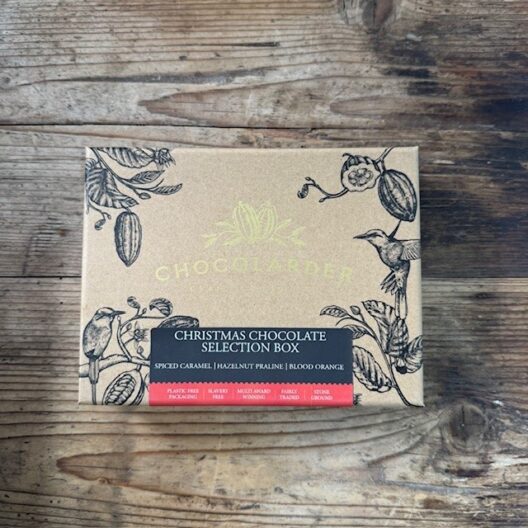 CHOCOLARDER
CHRISTMAS CHOCOLATE
SELECTION BOX
SPICED CARAMEL | HAZELNUT PRALINE | BLOOD ORANGE
PLASTIC FREE PACKAGING | SLAVERY FREE | MULTI AWARD WINNING | FAIRLY TRADED | STONE GROUND